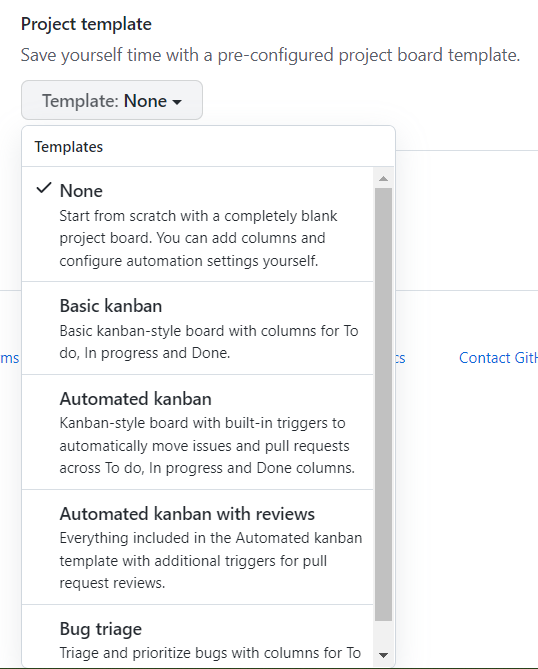 Project template
Save yourself time with a pre-configured project board template.
Template: None
Templates
None
Start from scratch with a completely blank
project board. You can add columns and
configure automation settings yourself.
Basic kanban
Basic kanban-style board with columns for To
do, In progress and Done.
ms
cs
Contact GitH
Automated kanban
Kanban-style board with built-in triggers to
automatically move issues and pull requests
across To do, In progress and Done columns.
Automated kanban with reviews
Everything included in the Automated kanban
template with additional triggers for pull
request reviews.
Bug triage
Triage and prioritize bugs with columns for To